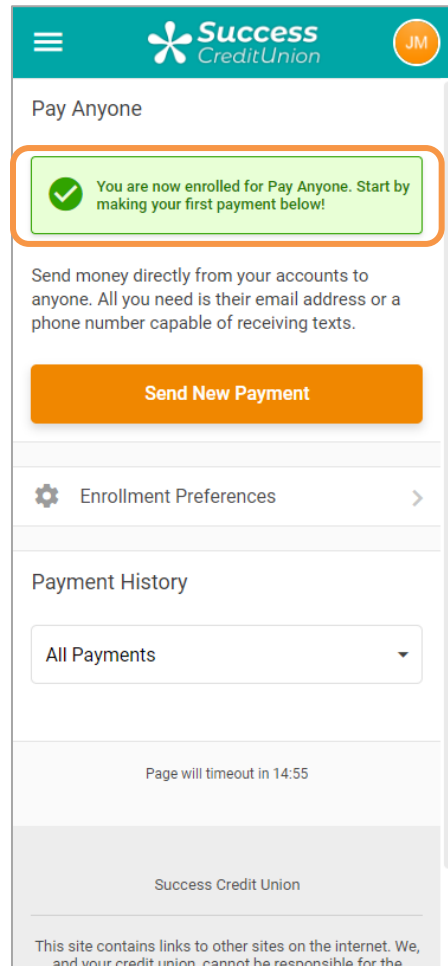 Success
CreditUnion
JM
Pay Anyone
You are now enrolled for Pay Anyone. Start by
making your first payment below!
Send money directly from your accounts to
anyone. All you need is their email address or a
phone number capable of receiving texts.
Send New Payment
Enrollment Preferences
Payment History
All Payments
Page will timeout in 14:55
Success Credit Union
This site contains links to other sites on the internet. We,
and your credit union, cannot be responsible for the